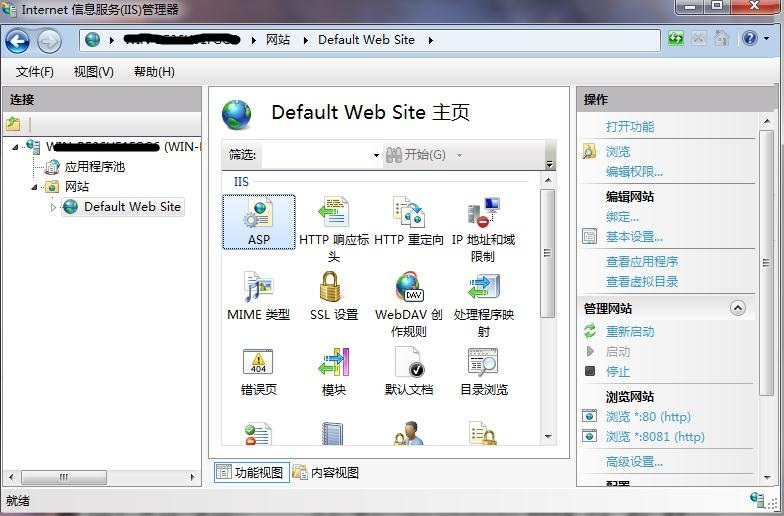 Internet 信息服务(IIS)管理器
网站 Default Web Site
文件(F) 视图(V) 帮助(H)
连接
(WIN-
应用程序池
网站
Default Web Site
Default Web Site 主页
筛选: 开始(G)
IIS
ASP
HTTP 响应标
头
HTTP 重定向
IP 地址和域
限制
MIME 类型
SSL 设置
WebDAV 创
作规则
处理程序映
射
错误页
模块
默认文档
目录浏览
功能视图 内容视图
操作
打开功能
浏览
编辑权限...
编辑网站
绑定...
基本设置...
查看应用程序
查看虚拟目录
管理网站
重新启动
启动
停止
浏览网站
浏览 *:80 (http)
浏览 *:8081 (http)
高级设置...
配置
就绪